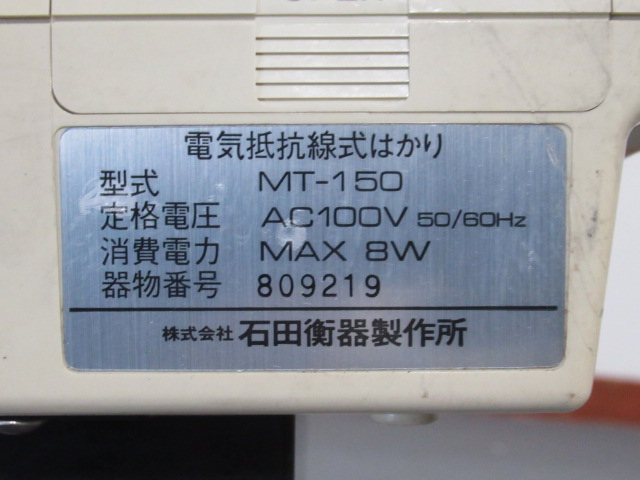 電気抵抗線式はかり
型式 MT-150
定格電圧 AC100V 50/60Hz
消費電力 MAX 8W
器物番号 809219
株式会社 石田衡器製作所